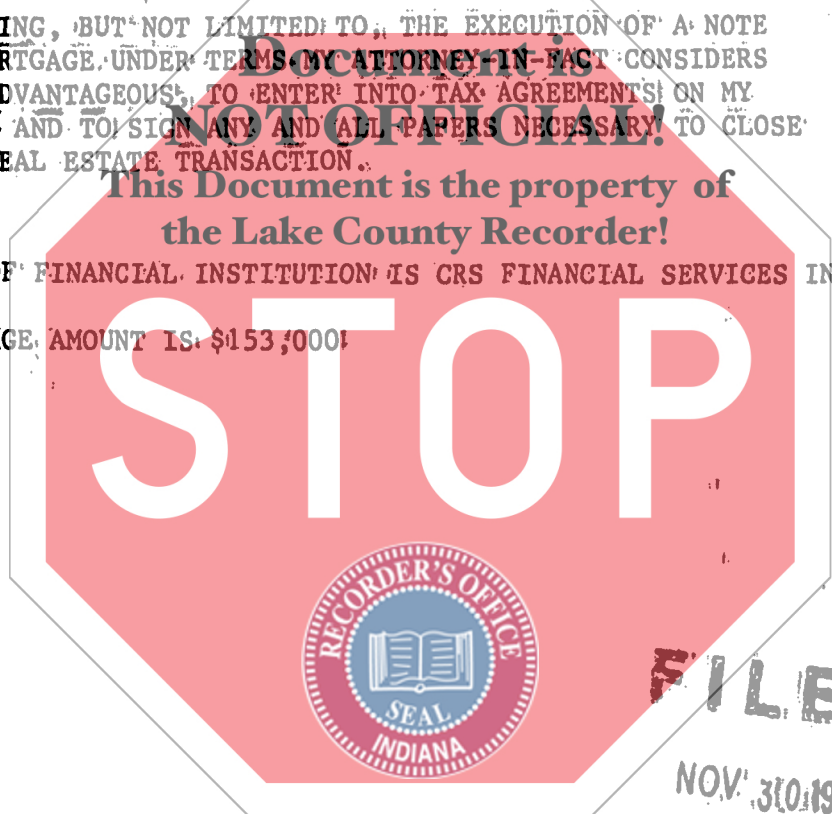 ING, BUT NOT LIMITED TO, THE EXECUTION OF A NOTE
RTGAGE UNDER TERMS MY ATTORNEY-IN-FACT CONSIDERS
DVANTAGEOUS, TO ENTER INTO TAX AGREEMENTS ON MY
AND TO SIGN ANY AND ALL PAPERS NECESSARY TO CLOSE
EAL ESTATE TRANSACTION.
Document is
NOT OFFICIAL!
This Document is the property of
the Lake County Recorder!
F FINANCIAL INSTITUTION IS CRS FINANCIAL SERVICES IN
GE AMOUNT IS $153,000
STOP
RECORDER'S OFFICE
SEAL
INDIANA
FILE
NOV 30 19